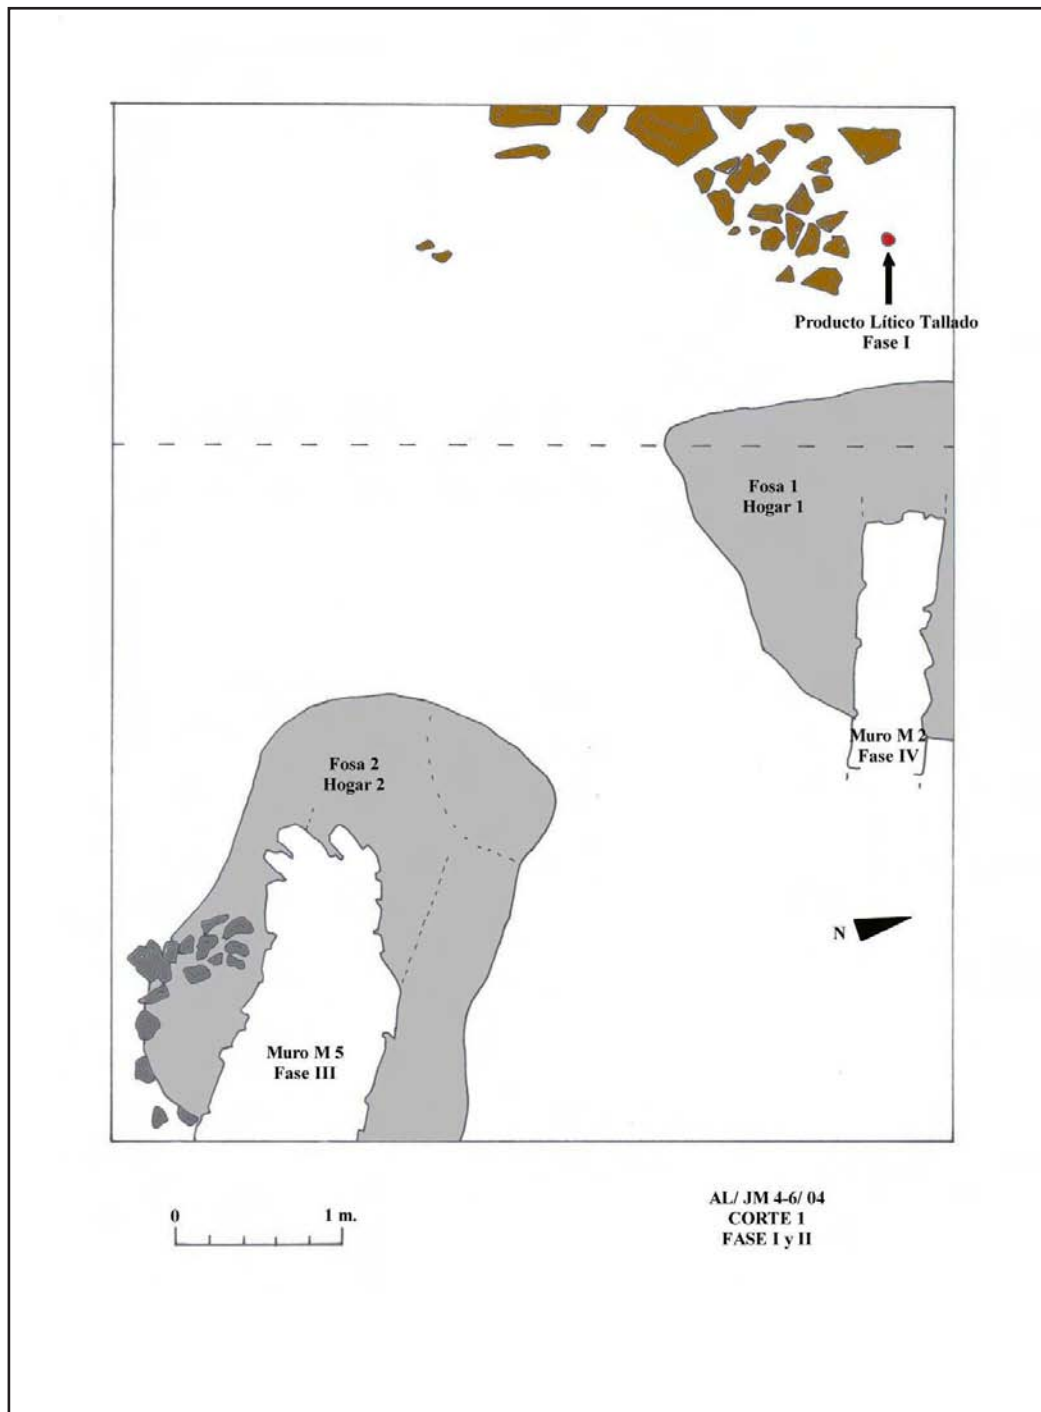 Producto Lítico Tallado
Fase I
Fosa 1
Hogar 1
Muro M 2
Fase IV
Fosa 2
Hogar 2
N
Muro M 5
Fase III
0 1 m.
AL/ JM 4-6/ 04
CORTE 1
FASE I y II